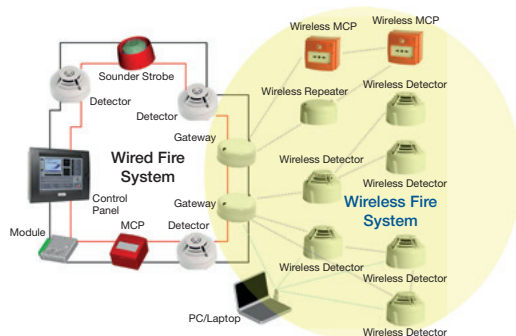 Wireless MCP
Wireless MCP
Sounder Strobe
Detector
Wireless Repeater
Wireless Detector
Detector
Gateway
Wired Fire
System
Wireless Detector
Wireless Detector
Control
Panel
Gateway
Wireless Fire
System
Module
MCP
Detector
Wireless Detector
Wireless Detector
PC/Laptop
Wireless Detector